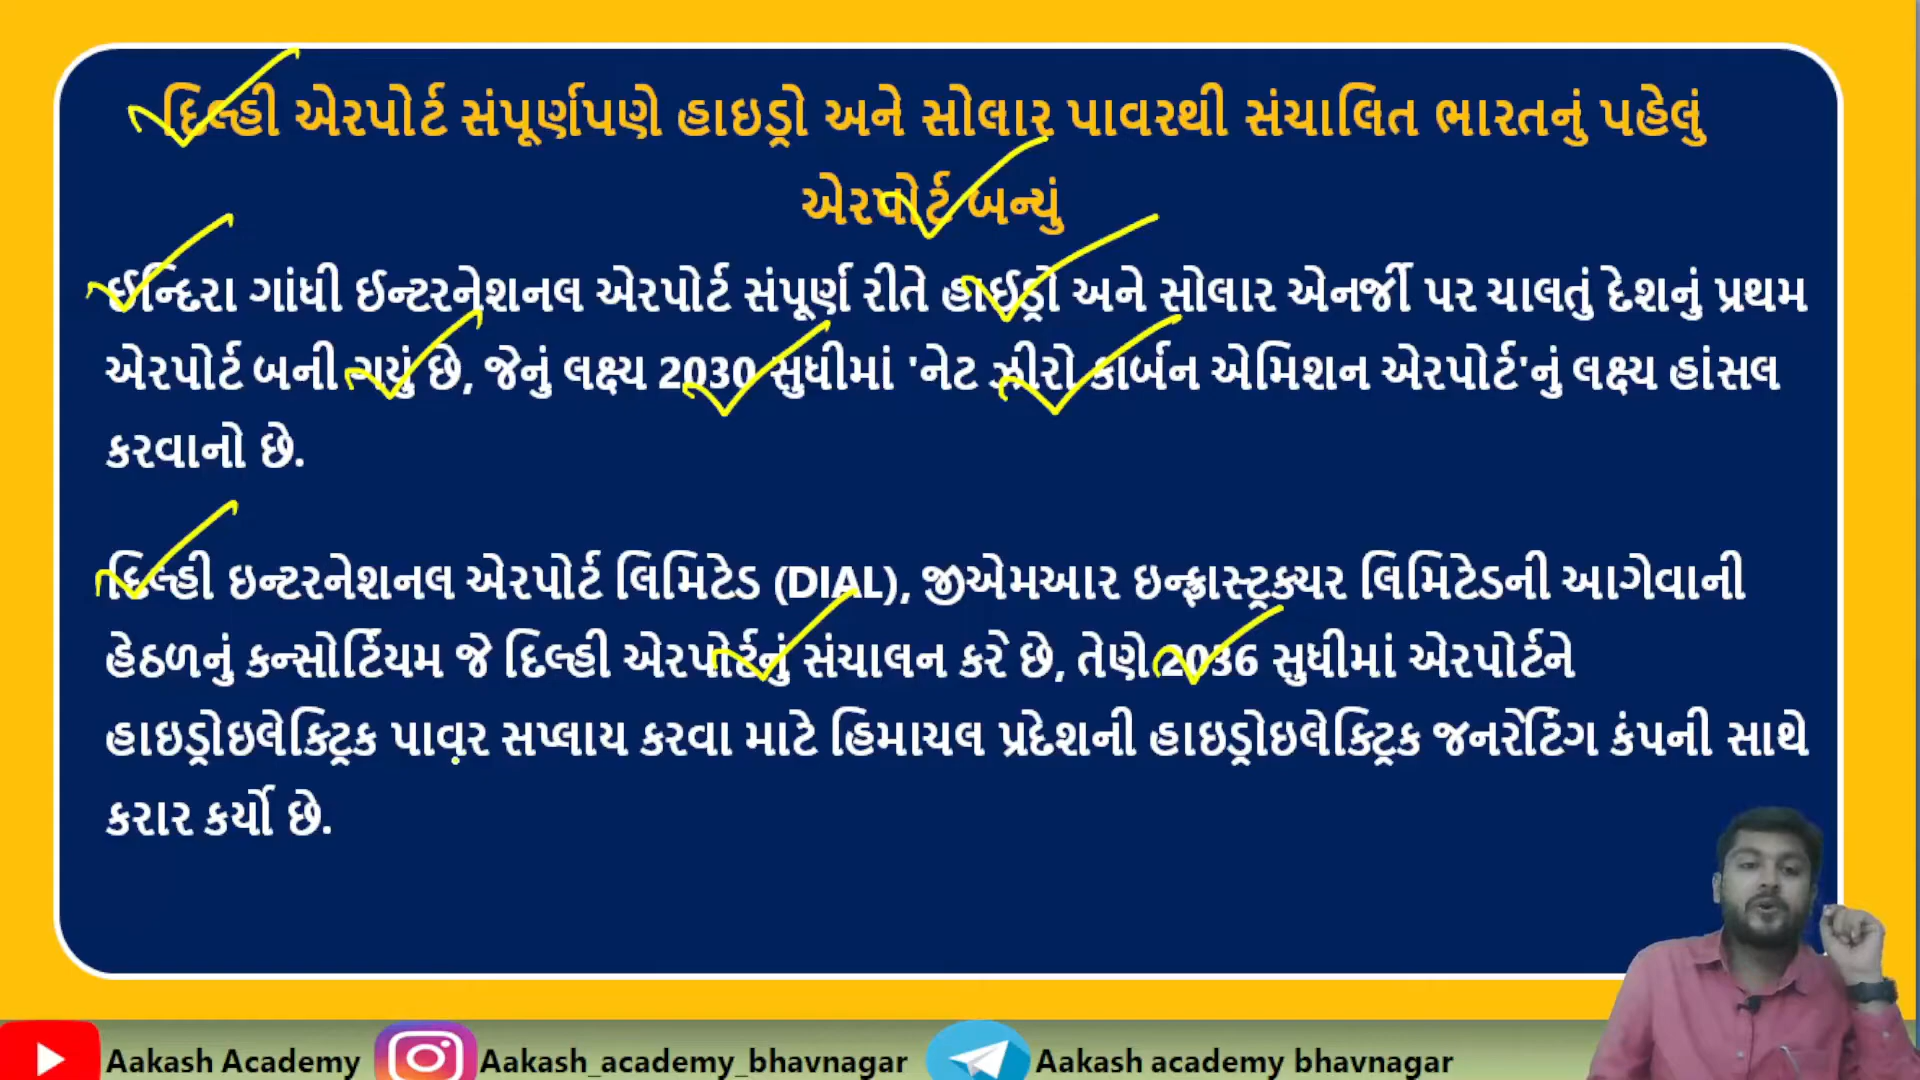 દિલ્હી એરપોર્ટ સંપૂર્ણપણે હાઇડ્રો અને સોલાર પાવરથી સંચાલિત ભારતનું પહેલું
એરપોર્ટ બન્યું
ઈન્દિરા ગાંધી ઈન્ટરનેશનલ એરપોર્ટ સંપૂર્ણ રીતે હાઈડ્રો અને સોલાર એનર્જી પર ચાલતું દેશનું પ્રથમ
એરપોર્ટ બની ગયું છે, જેનું લક્ષ્ય 2030 સુધીમાં 'નેટ ઝીરો કાર્બન એમિશન એરપોર્ટ'નું લક્ષ્ય હાંસલ
કરવાનો છે.
દિલ્હી ઇન્ટરનેશનલ એરપોર્ટ લિમિટેડ (DIAL), જીએમઆર ઇન્ફ્રાસ્ટ્રક્ચર લિમિટેડની આગેવાની
હેઠળનું કન્સોર્ટિયમ જે દિલ્હી એરપોર્ટનું સંચાલન કરે છે, તેણે 2036 સુધીમાં એરપોર્ટને
હાઇડ્રોઇલેક્ટ્રિક પાવર સપ્લાય કરવા માટે હિમાચલ પ્રદેશની હાઇડ્રોઇલેક્ટ્રિક જનરેટિંગ કંપની સાથે
કરાર કર્યો છે.
Aakash Academy Aakash_academy_bhavnagar Aakash academy bhavnagar